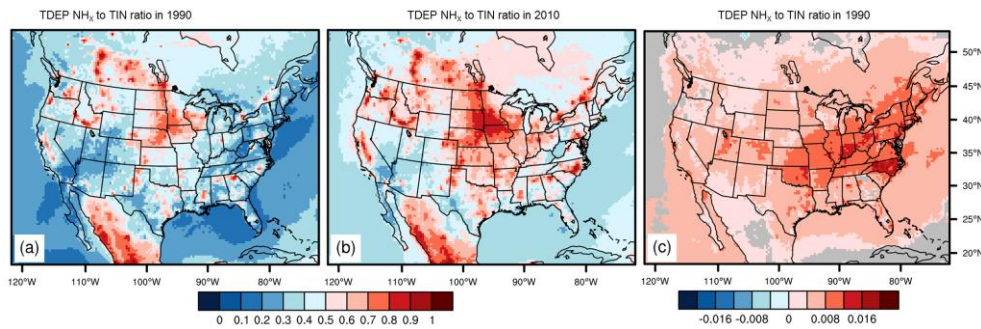 TDEP NHX to TIN ratio in 1990
TDEP NHX to TIN ratio in 2010
TDEP NHX to TIN ratio in 1990
(a)
(b)
(c)
50°N
45°N
40°N
35°N
30°N
25°N
20°N
120°W 110°W 100°W 90°W 80°W
120°W 110°W 100°W 90°W 80°W
120°W 110°W 100°W 90°W 80°W
0 0.1 0.2 0.3 0.4 0.5 0.6 0.7 0.8 0.9 1
-0.016 -0.008 0 0.008 0.016